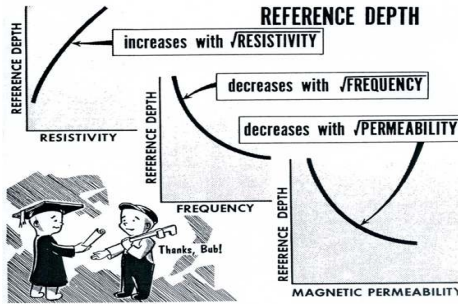 REFERENCE DEPTH
REFERENCE DEPTH
increases with √RESISTIVITY
RESISTIVITY
REFERENCE DEPTH
decreases with √FREQUENCY
FREQUENCY
decreases with √PERMEABILITY
REFERENCE DEPTH
MAGNETIC PERMEABILITY
Thanks, Bub!